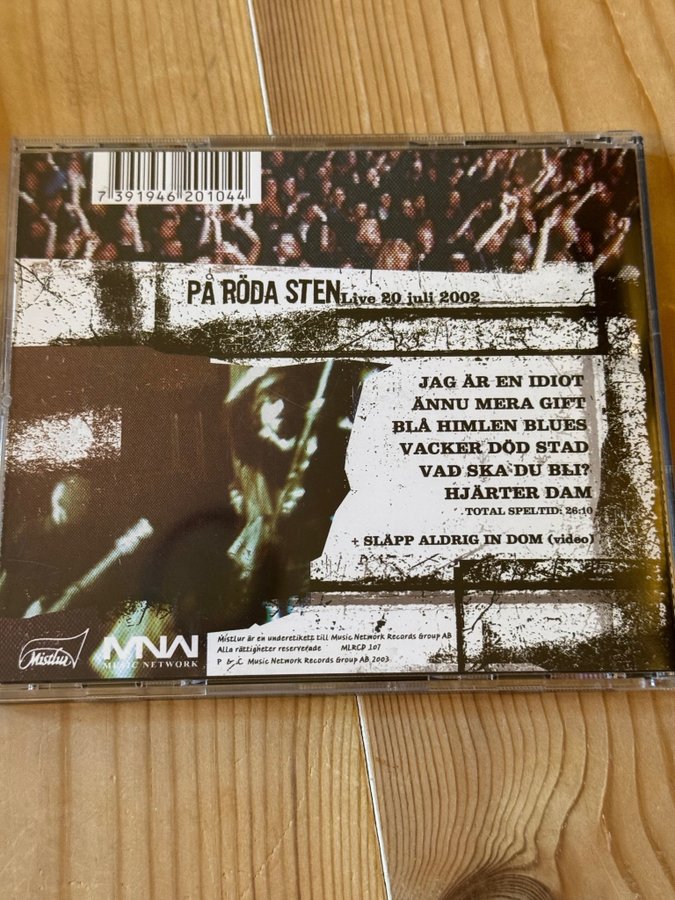 7 391946 201044
PÅ RÖDA STEN Live 20 juli 2002
JAG ÄR EN IDIOT
ÄNNU MERA GIFT
BLÅ HIMLEN BLUES
VACKER DÖD STAD
VAD SKA DU BLI?
HJÄRTER DAM
TOTAL SPELTID: 26:10
+ SLÄPP ALDRIG IN DOM (video)
Mistlur
MNW
MUSIC NETWORK
Mistlur är en underetikett till Music Network Records Group AB
Alla rättigheter reserverade MLRCP 107
P & C Music Network Records Group AB 2003